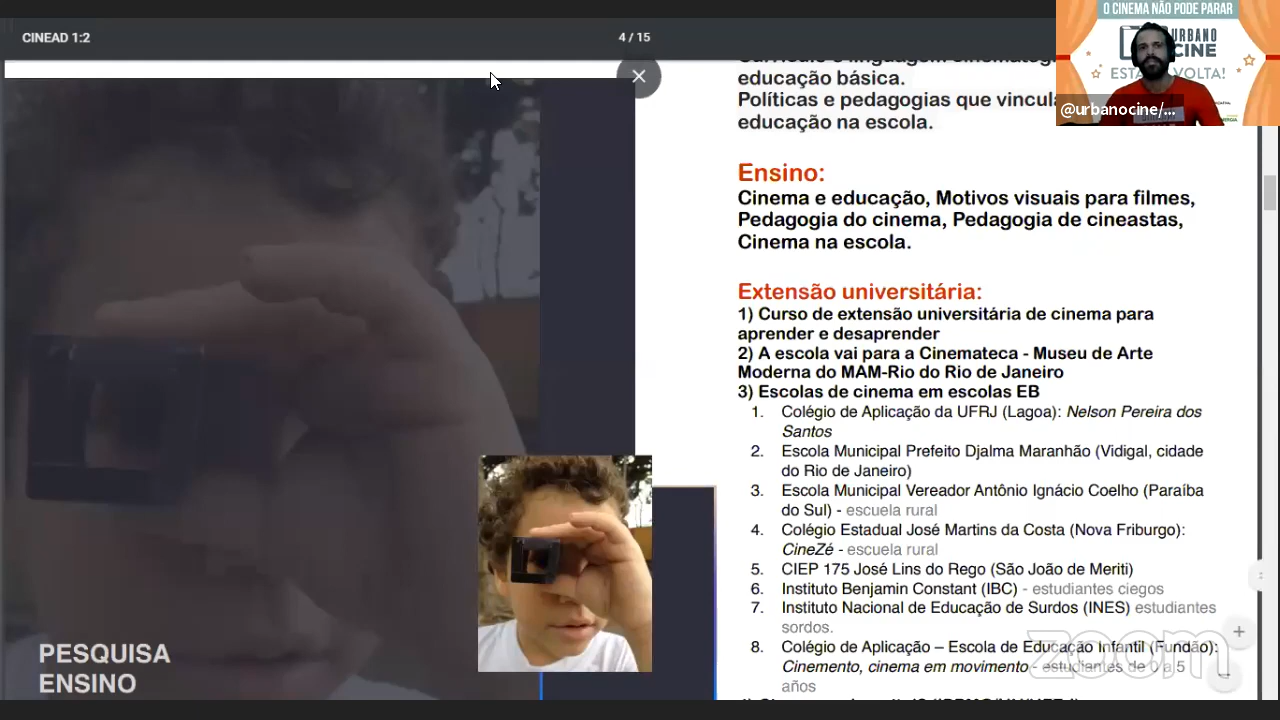 CINEAD 1:2
4 / 15
O CINEMA NÃO PODE PARAR
URBANO
CINE
ESTÁ VOLTA!
@urbanocine/...
educação básica.
Políticas e pedagogias que
educação na escola.
Ensino:
Cinema e educação, Motivos visuais para filmes,
Pedagogia do cinema, Pedagogia de cineastas,
Cinema na escola.
Extensão universitária:
1) Curso de extensão universitária de cinema para
aprender e desaprender
2) A escola vai para a Cinemateca - Museu de Arte
Moderna do MAM-Rio do Rio de Janeiro
3) Escolas de cinema em escolas EB
1. Colégio de Aplicação da UFRJ (Lagoa): Nelson Pereira dos
Santos
2. Escola Municipal Prefeito Djalma Maranhão (Vidigal, cidade
do Rio de Janeiro)
3. Escola Municipal Vereador Antônio Ignácio Coelho (Paraíba
do Sul) - escuela rural
4. Colégio Estadual José Martins da Costa (Nova Friburgo):
CineZé - escuela rural
5. CIEP 175 José Lins do Rego (São João de Meriti)
6. Instituto Benjamin Constant (IBC) - estudiantes ciegos
7. Instituto Nacional de Educação de Surdos (INES) estudiantes
sordos.
8. Colégio de Aplicação – Escola de Educação Infantil (Fundão):
Cinemento, cinema em movimento - estudiantes de 0 a 5
años
zoom
PESQUISA
ENSINO